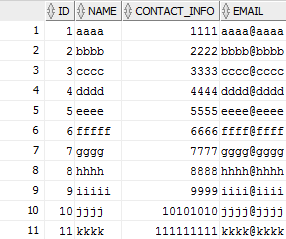 ID NAME CONTACT_INFO EMAIL
1 1 aaaa 1111 aaaa@aaaa
2 2 bbbb 2222 bbbb@bbbb
3 3 cccc 3333 cccc@cccc
4 4 dddd 4444 dddd@dddd
5 5 eeee 5555 eeee@eeee
6 6 fffff 6666 ffff@ffff
7 7 gggg 7777 gggg@gggg
8 8 hhhh 8888 hhhh@hhhh
9 9 iiiii 9999 iiii@iiii
10 10 jjjj 10101010 jjjj@jjjj
11 11 kkkk 111111111 kkkk@kkkk